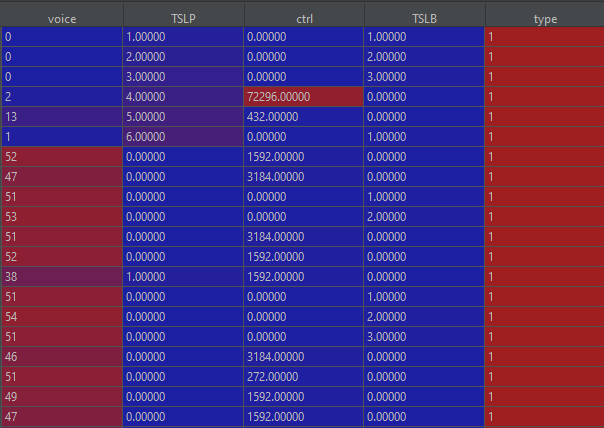 voice TSLP ctrl TSLB type
0 1.00000 0.00000 1.00000 1
0 2.00000 0.00000 2.00000 1
0 3.00000 0.00000 3.00000 1
2 4.00000 72296.00000 0.00000 1
13 5.00000 432.00000 0.00000 1
1 6.00000 0.00000 1.00000 1
52 0.00000 1592.00000 0.00000 1
47 0.00000 3184.00000 0.00000 1
51 0.00000 0.00000 1.00000 1
53 0.00000 0.00000 2.00000 1
51 0.00000 3184.00000 0.00000 1
52 0.00000 1592.00000 0.00000 1
38 1.00000 1592.00000 0.00000 1
51 0.00000 0.00000 1.00000 1
54 0.00000 0.00000 2.00000 1
51 0.00000 0.00000 3.00000 1
46 0.00000 3184.00000 0.00000 1
51 0.00000 272.00000 0.00000 1
49 0.00000 1592.00000 0.00000 1
47 0.00000 1592.00000 0.00000 1